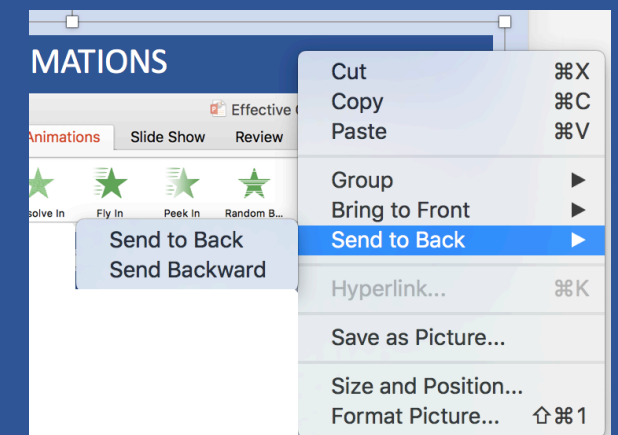 MATIONS
Effective
Animations Slide Show Review
solve In Fly In Peek In Random B...
Send to Back
Send Backward
Cut ⌘X
Copy ⌘C
Paste ⌘V
Group ▶
Bring to Front ▶
Send to Back ▶
Hyperlink... ⌘K
Save as Picture...
Size and Position...
Format Picture... ⇧⌘1